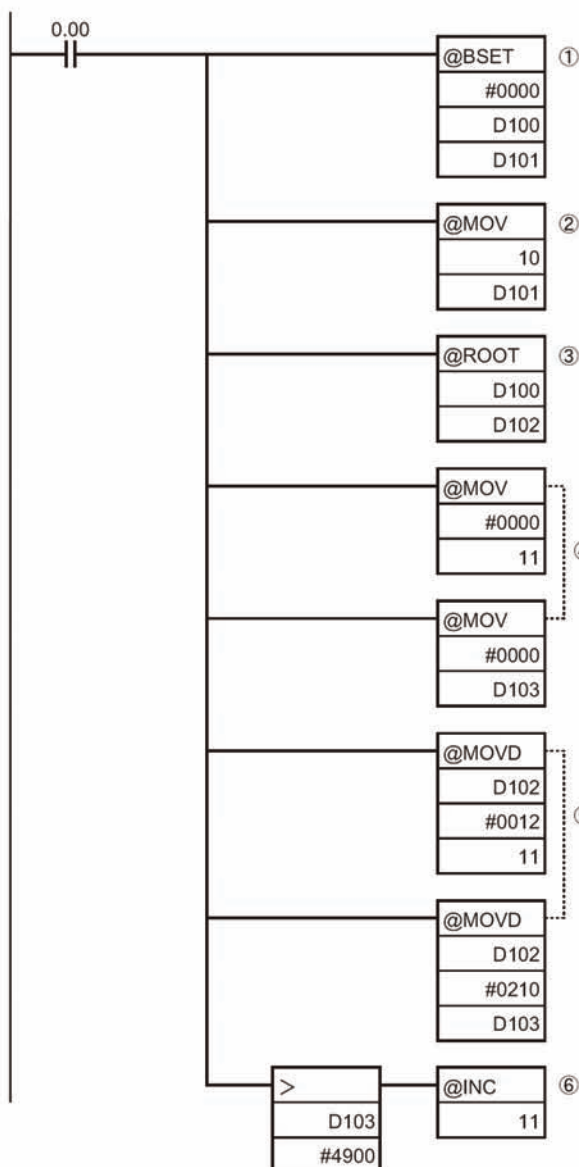 0.00
@BSET ①
#0000
D100
D101
@MOV ②
10
D101
@ROOT ③
D100
D102
@MOV
#0000
11
@MOV
#0000
D103
@MOVD
D102
#0012
11
@MOVD
D102
#0210
D103
> @INC ⑥
D103 11
#4900